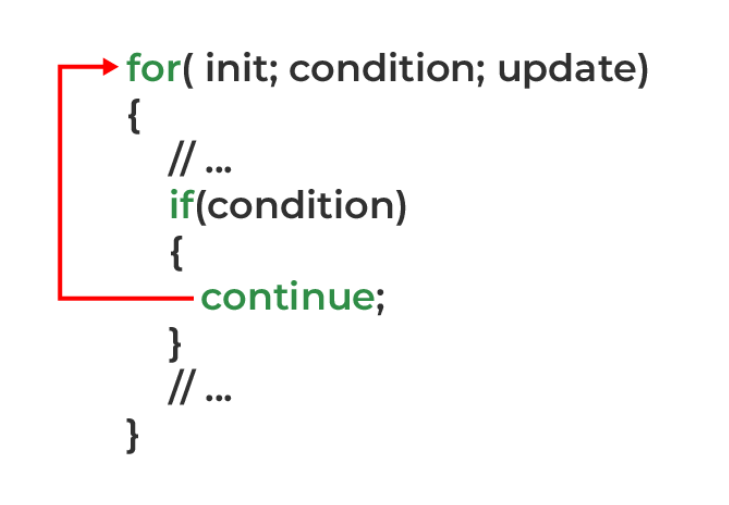 for( init; condition; update)
{
// ...
if(condition)
{
continue;
}
// ...
}